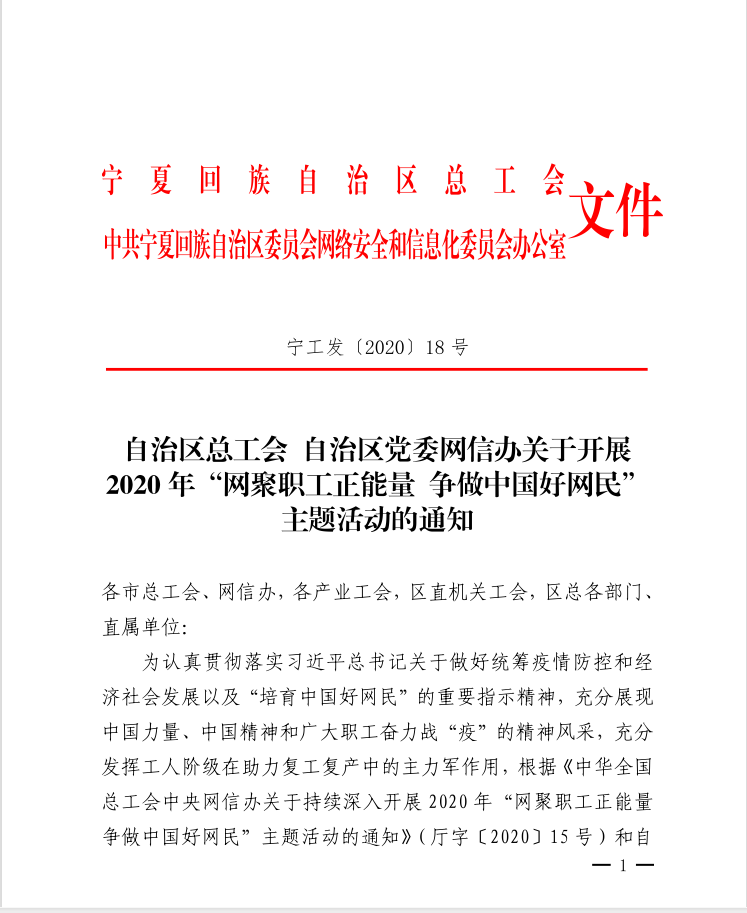 宁夏回族自治区总工会
中共宁夏回族自治区委员会网络安全和信息化委员会办公室
文件
宁工发〔2020〕18 号
自治区总工会 自治区党委网信办关于开展
2020 年“网聚职工正能量 争做中国好网民”
主题活动的通知
各市总工会、网信办，各产业工会，区直机关工会，区总各部门、
直属单位：
为认真贯彻落实习近平总书记关于做好统筹疫情防控和经
济社会发展以及“培育中国好网民”的重要指示精神，充分展现
中国力量、中国精神和广大职工奋力战“疫”的精神风采，充分
发挥工人阶级在助力复工复产中的主力军作用，根据《中华全国
总工会中央网信办关于持续深入开展 2020 年“网聚职工正能量
争做中国好网民”主题活动的通知》（厅字〔2020〕15 号）和自
— 1 —